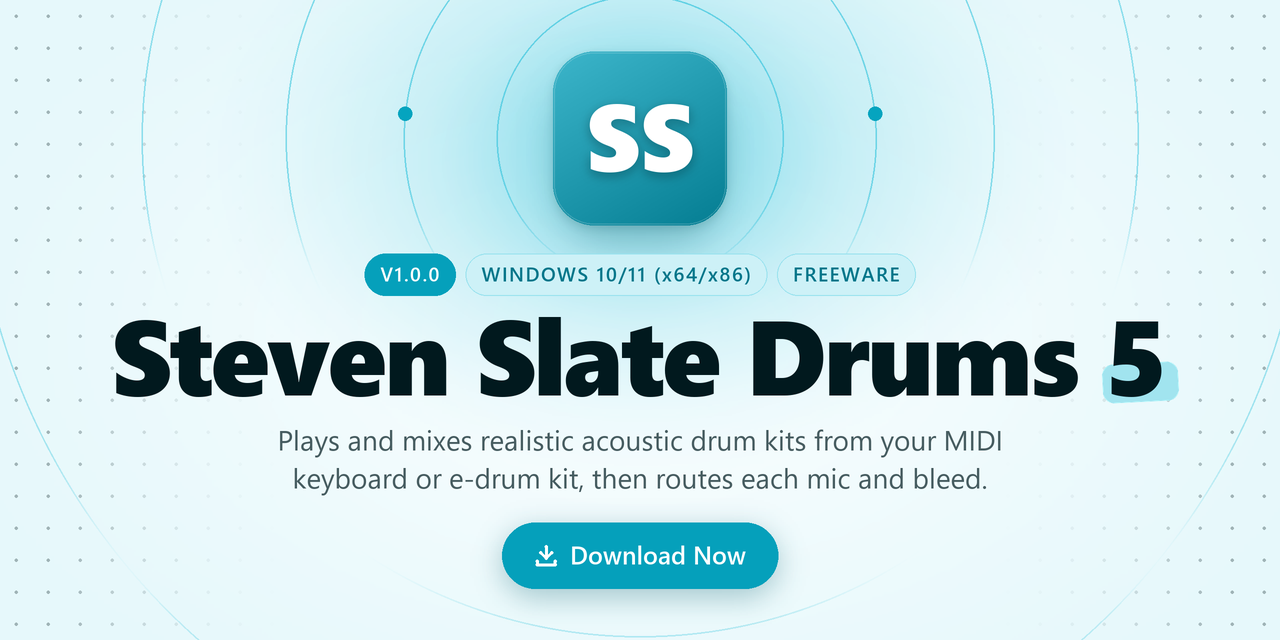 SS
V1.0.0 WINDOWS 10/11 (x64/x86) FREEWARE
Steven Slate Drums 5
Plays and mixes realistic acoustic drum kits from your MIDI
keyboard or e-drum kit, then routes each mic and bleed.
Download Now